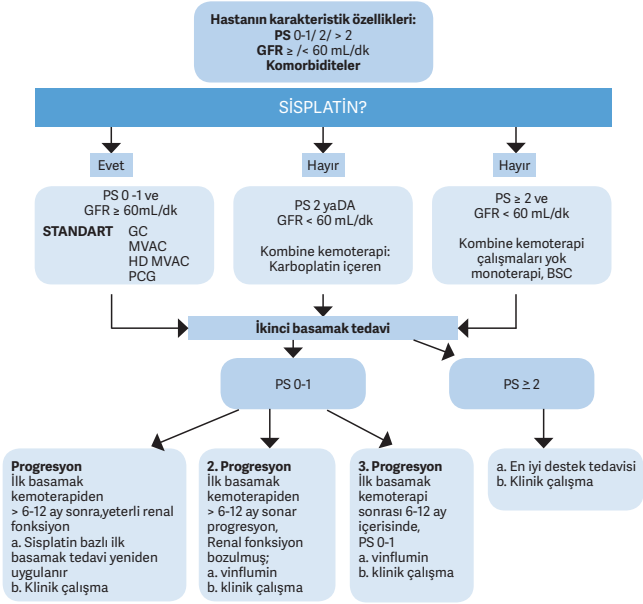 Hastanın karakteristik özellikleri:
PS 0-1/ 2/ > 2
GFR ≥ /< 60 mL/dk
Komorbiditeler
SİSPLATİN?
Evet
Hayır
Hayır
PS 0 -1 ve
GFR ≥ 60mL/dk
STANDART GC
MVAC
HD MVAC
PCG
PS 2 yaDA
GFR < 60 mL/dk
Kombine kemoterapi:
Karboplatin içeren
PS ≥ 2 ve
GFR < 60 mL/dk
Kombine kemoterapi
çalışmaları yok
monoterapi, BSC
İkinci basamak tedavi
PS 0-1
PS ≥ 2
Progresyon
İlk basamak
kemoterapiden
> 6-12 ay sonra,yeterli renal
fonksiyon
a. Sisplatin bazlı ilk
basamak tedavi yeniden
uygulanır
b. Klinik çalışma
2. Progresyon
İlk basamak
kemoterapiden
> 6-12 ay sonar
progresyon,
Renal fonksiyon
bozulmuş;
a. vinflumin
b. klinik çalışma
3. Progresyon
İlk basamak
kemoterapi
sonrası 6-12 ay
içerisinde,
PS 0-1
a. vinflumin
b. klinik çalışma
a. En iyi destek tedavisi
b. Klinik çalışma